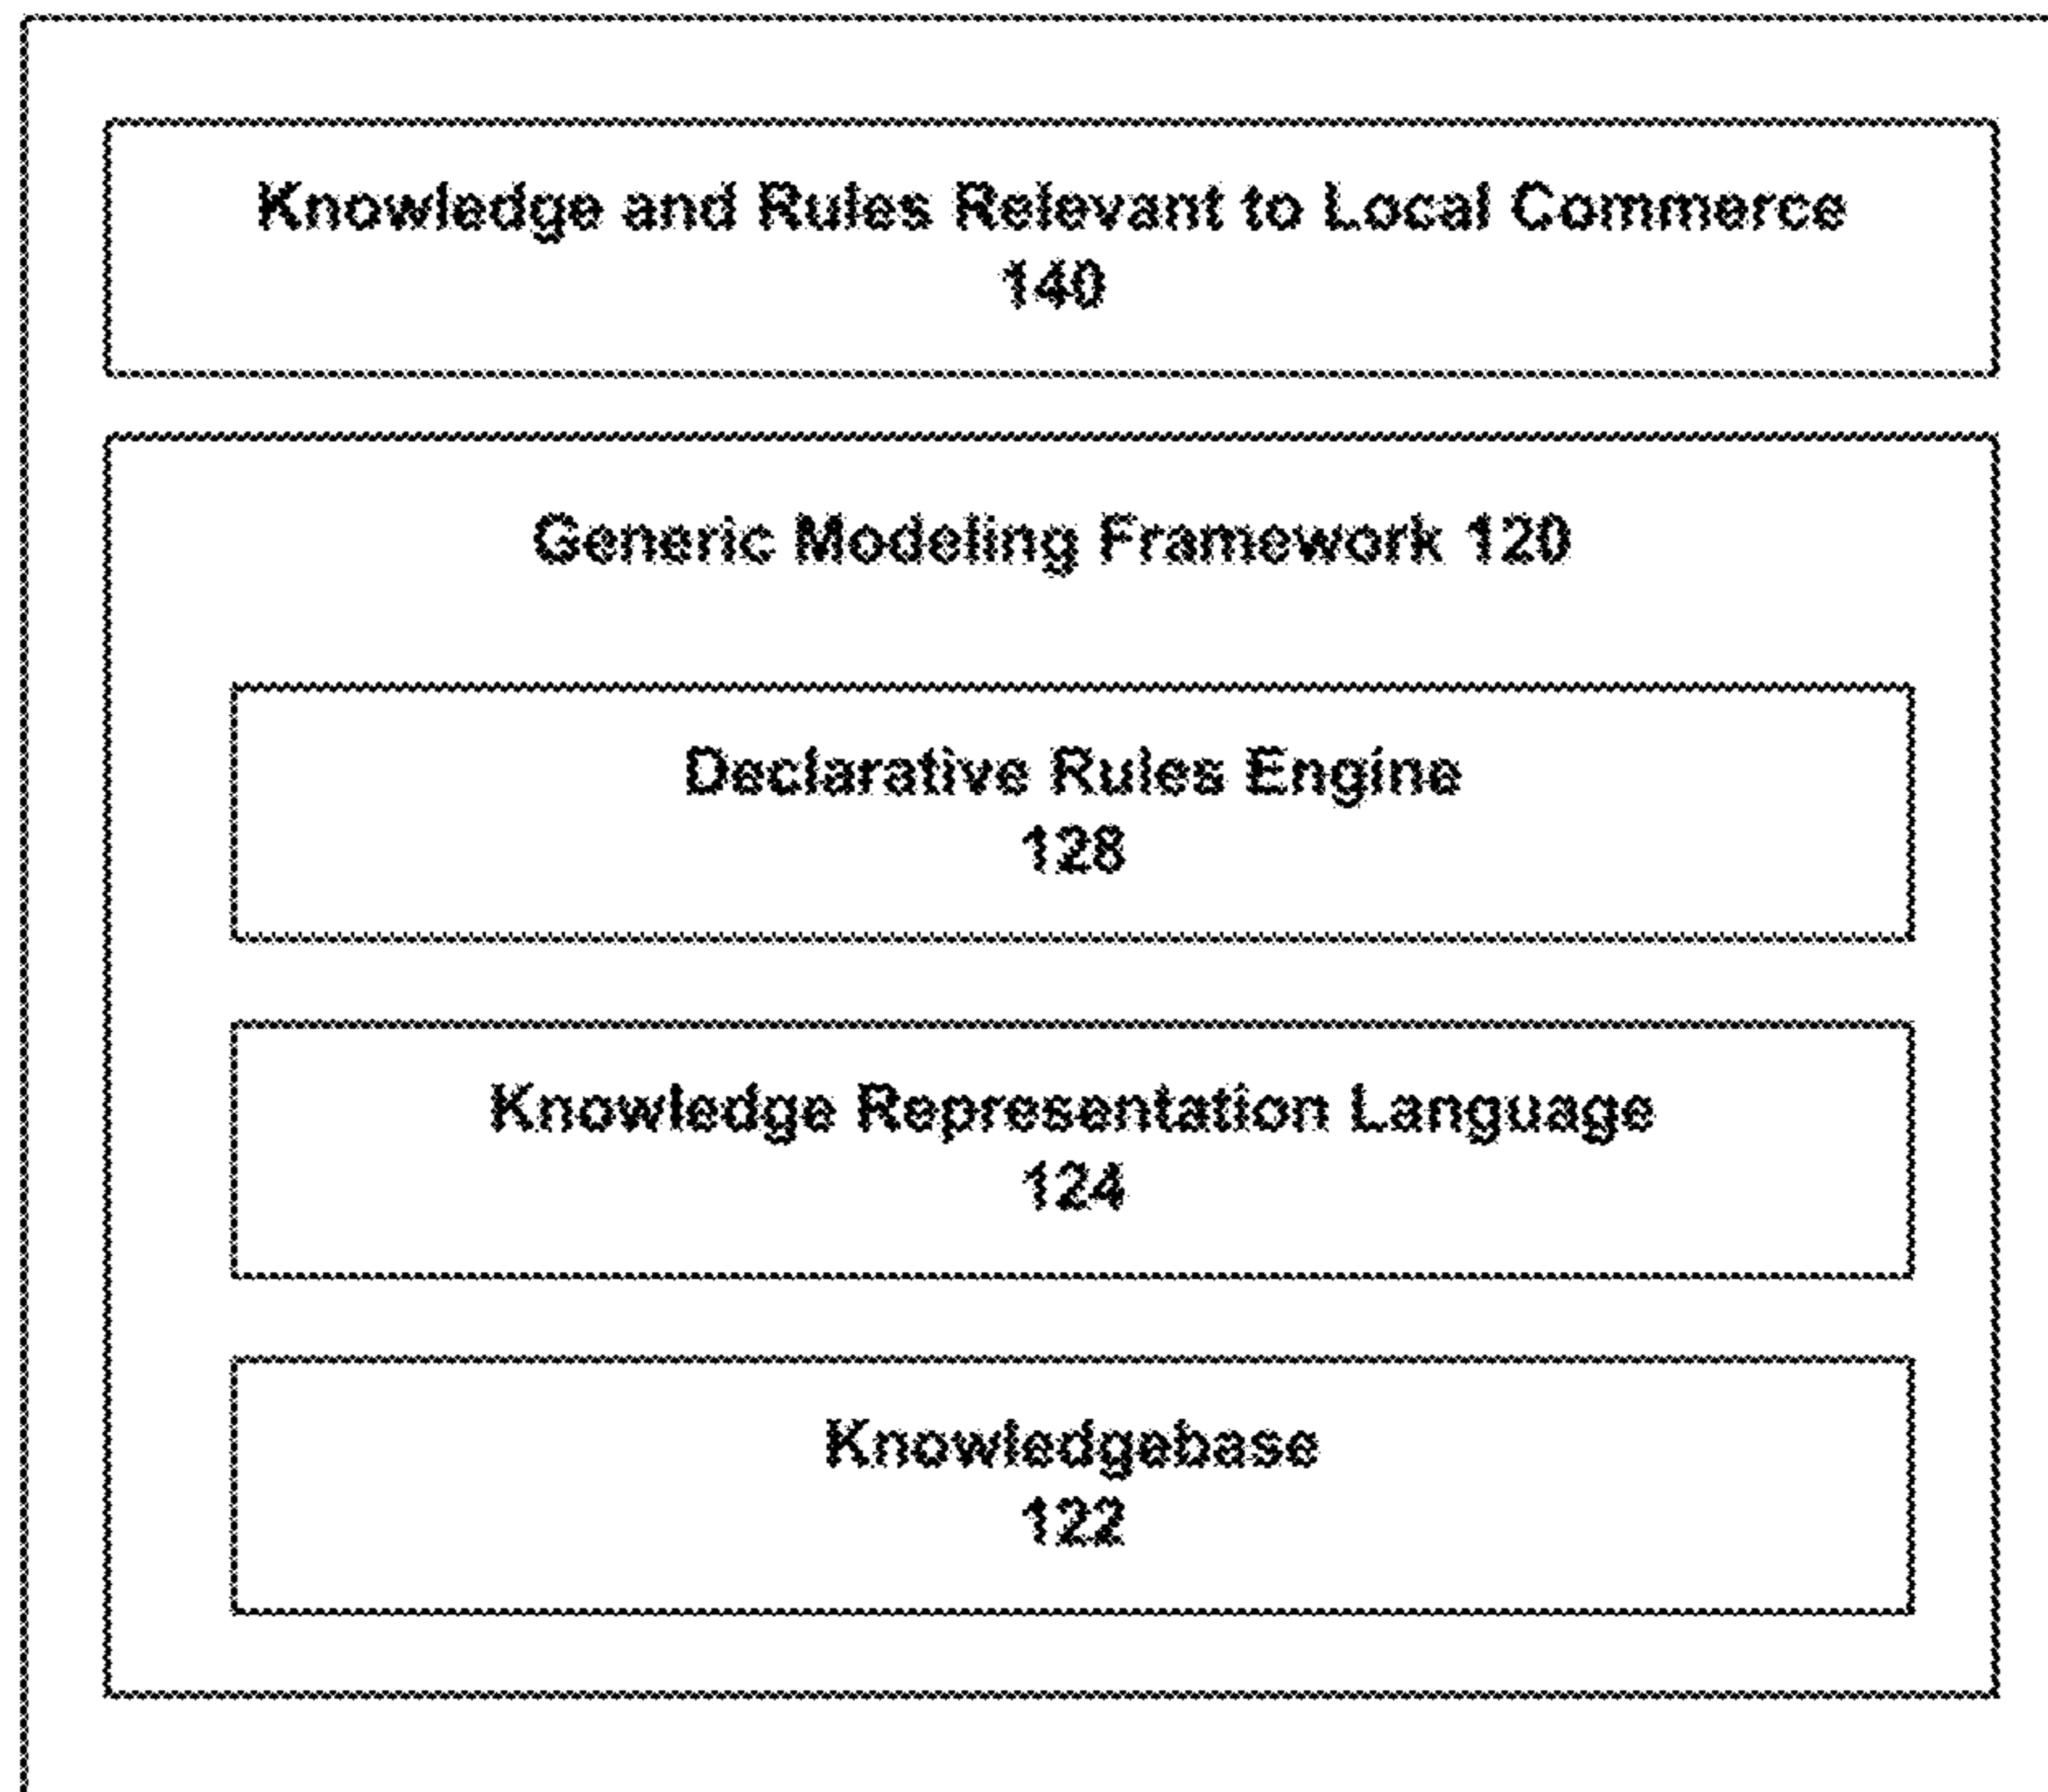 Knowledge and Rules Relevant to Local Commerce
140
Generic Modeling Framework 120
Declarative Rules Engine
128
Knowledge Representation Language
124
Knowledgebase
122